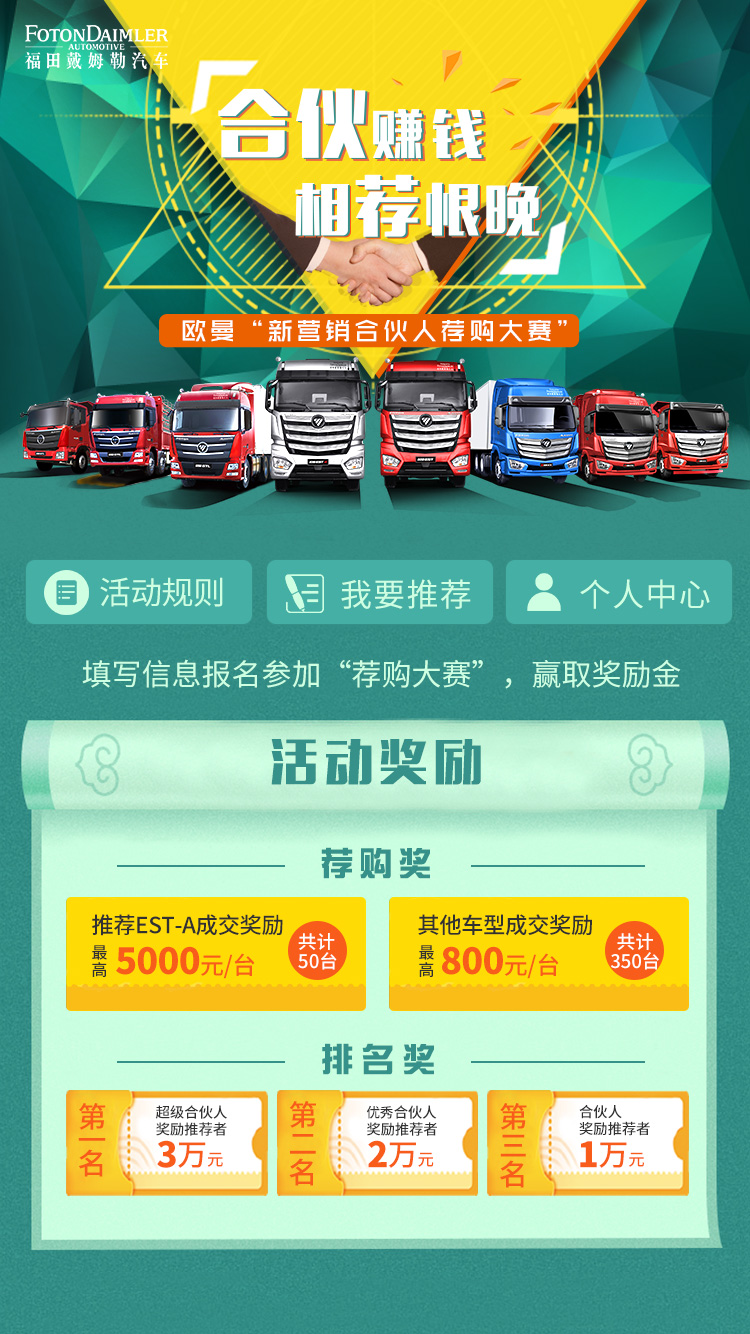 FOTONDAIMLER
AUTOMOTIVE
福田戴姆勒汽车
合伙赚钱
相荐恨晚
欧曼“新营销合伙人荐购大赛”
活动规则
我要推荐
个人中心
填写信息报名参加“荐购大赛”，赢取奖励金
活动奖励
荐购奖
推荐EST-A成交奖励
最高 5000元/台
共计
50台
其他车型成交奖励
最高 800元/台
共计
350台
排名奖
第一名
超级合伙人
奖励推荐者
3万元
第二名
优秀合伙人
奖励推荐者
2万元
第三名
合伙人
奖励推荐者
1万元